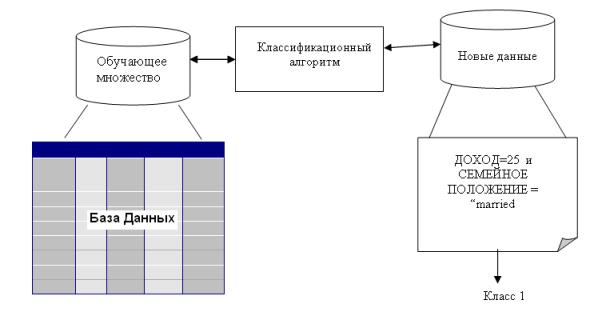 Обучающее
множество
Классификационный
алгоритм
Новые данные
База Данных
ДОХОД=25 и
СЕМЕЙНОЕ
ПОЛОЖЕНИЕ =
“married
Класс 1